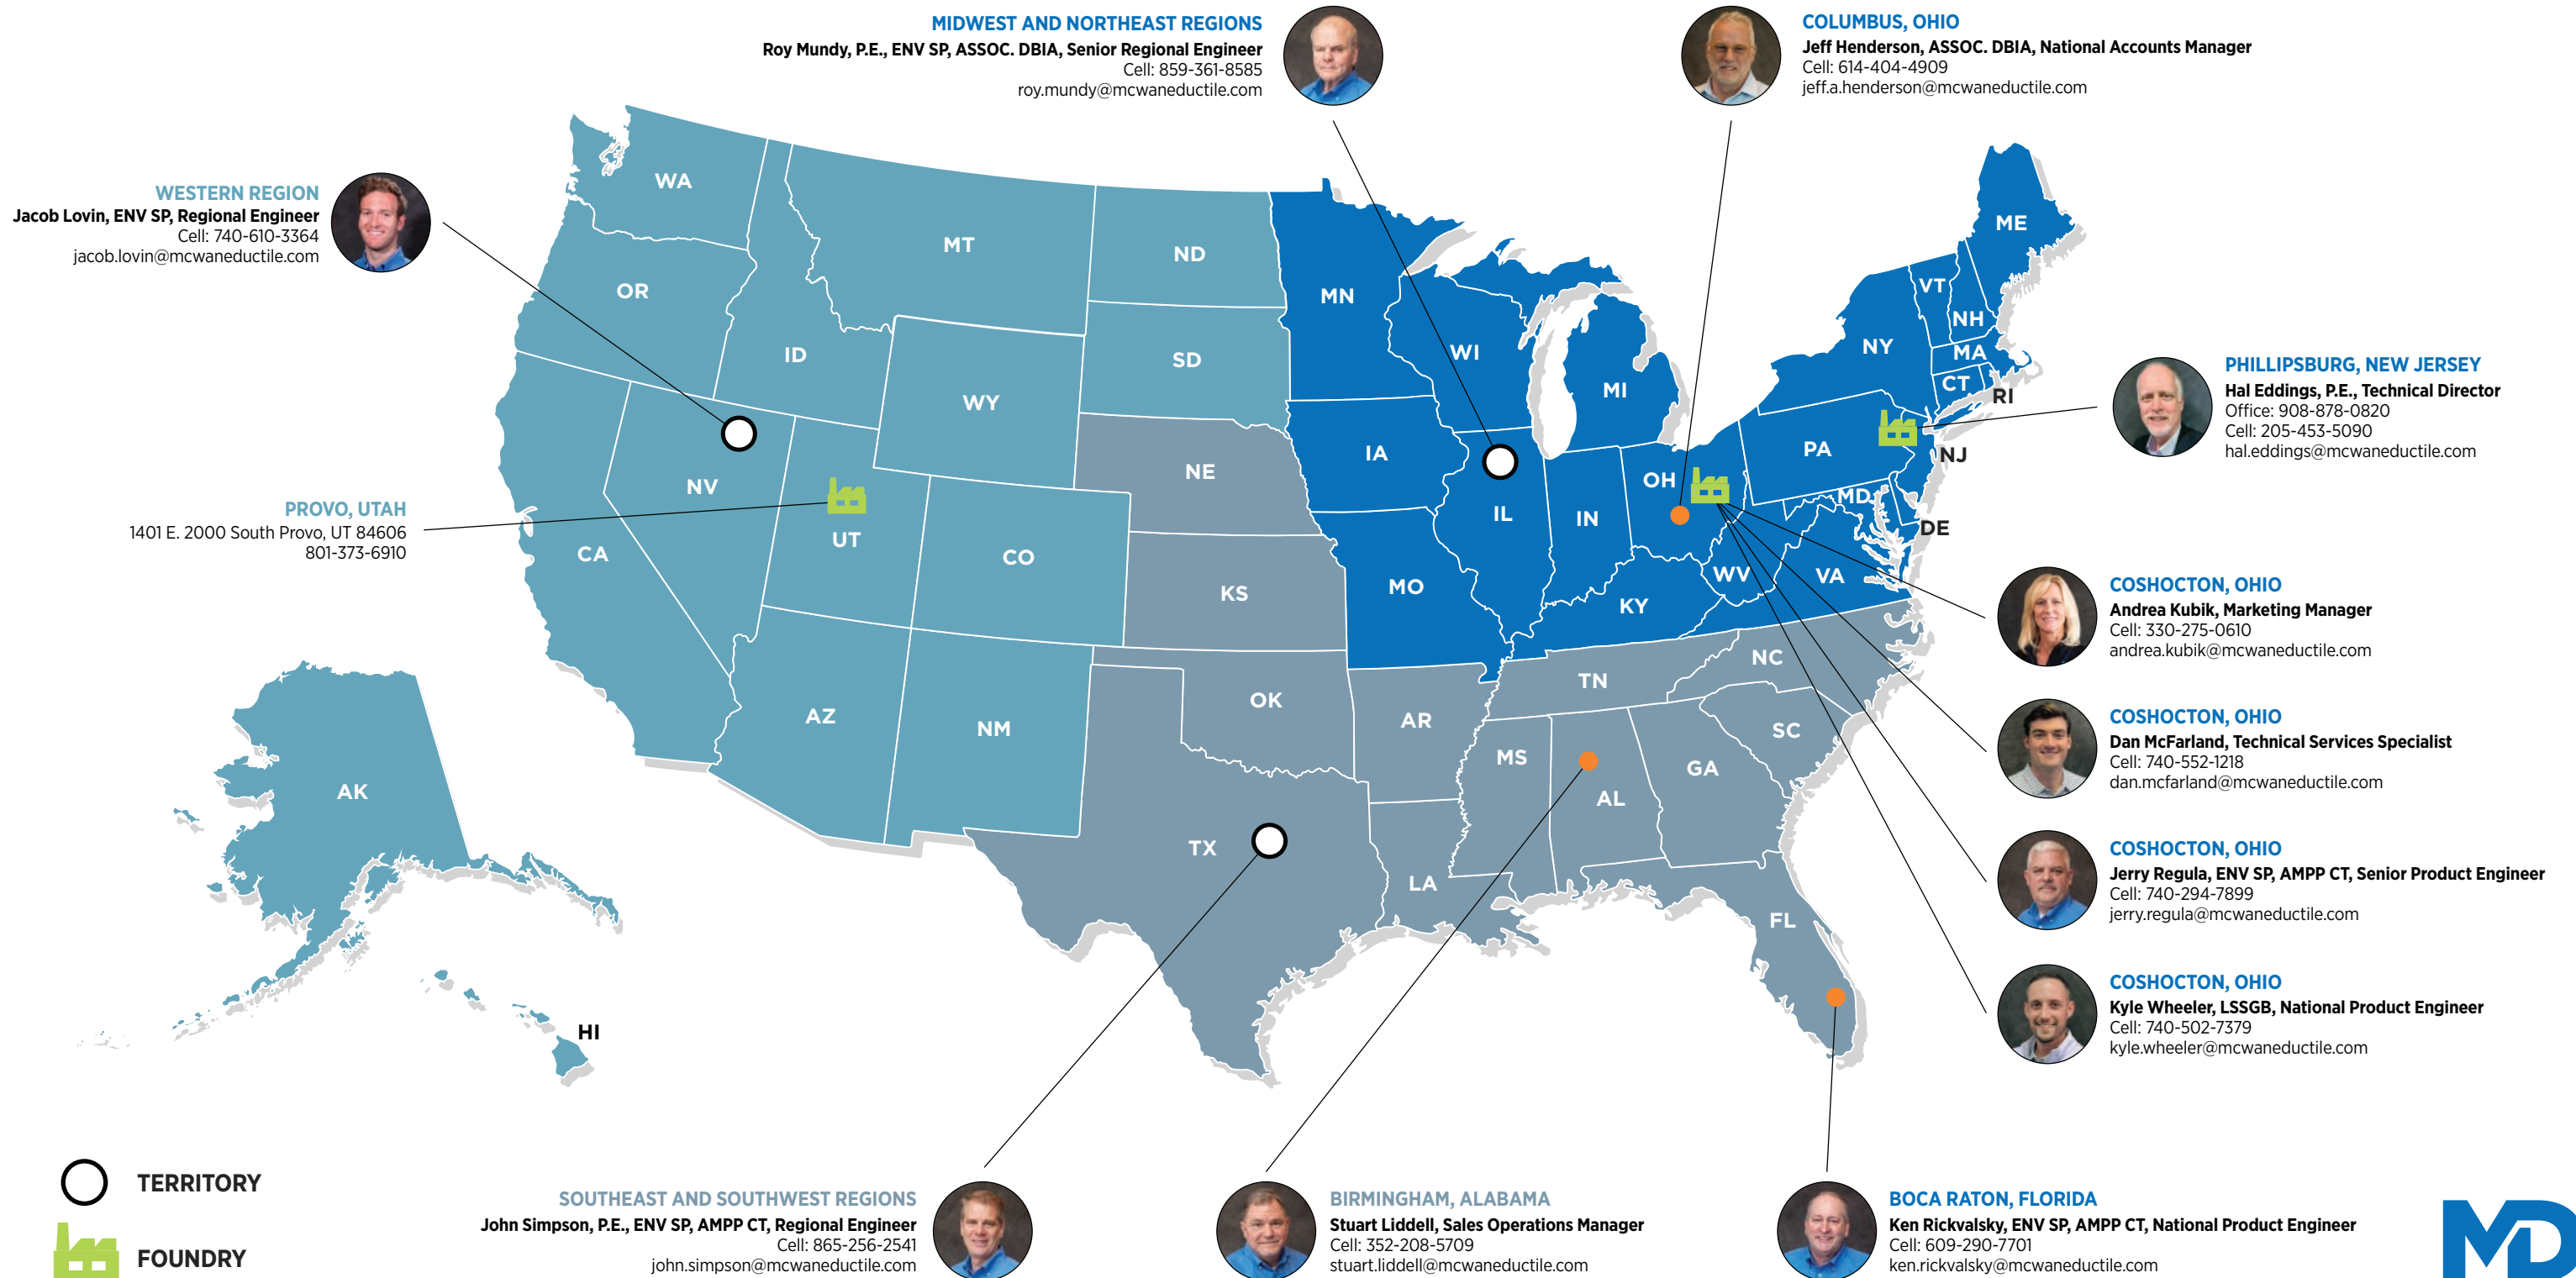 MIDWEST AND NORTHEAST REGIONS
Roy Mundy, P.E., ENV SP, ASSOC. DBIA, Senior Regional Engineer
Cell: 859-361-8585
roy.mundy@mcwaneductile.com
COLUMBUS, OHIO
Jeff Henderson, ASSOC. DBIA, National Accounts Manager
Cell: 614-404-4909
jeff.a.henderson@mcwaneductile.com
WESTERN REGION
Jacob Lovin, ENV SP, Regional Engineer
Cell: 740-610-3364
jacob.lovin@mcwaneductile.com
PROVO, UTAH
1401 E. 2000 South Provo, UT 84606
801-373-6910
WA
OR
MT
ID
ND
SD
WY
NE
NV
UT
CA
CO
KS
AZ
NM
OK
TX
AK
HI
MN
WI
MI
IA
IL
IN
OH
MO
KY
WV
VA
PA
NY
VT
NH
ME
MA
CT
RI
NJ
MD
DE
TN
NC
SC
AR
MS
AL
GA
LA
FL
PHILLIPSBURG, NEW JERSEY
Hal Eddings, P.E., Technical Director
Office: 908-878-0820
Cell: 205-453-5090
hal.eddings@mcwaneductile.com
COSHOCTON, OHIO
Andrea Kubik, Marketing Manager
Cell: 330-275-0610
andrea.kubik@mcwaneductile.com
COSHOCTON, OHIO
Dan McFarland, Technical Services Specialist
Cell: 740-552-1218
dan.mcfarland@mcwaneductile.com
COSHOCTON, OHIO
Jerry Regula, ENV SP, AMPP CT, Senior Product Engineer
Cell: 740-294-7899
jerry.regula@mcwaneductile.com
COSHOCTON, OHIO
Kyle Wheeler, LSSGB, National Product Engineer
Cell: 740-502-7379
kyle.wheeler@mcwaneductile.com
TERRITORY
FOUNDRY
SOUTHEAST AND SOUTHWEST REGIONS
John Simpson, P.E., ENV SP, AMPP CT, Regional Engineer
Cell: 865-256-2541
john.simpson@mcwaneductile.com
BIRMINGHAM, ALABAMA
Stuart Liddell, Sales Operations Manager
Cell: 352-208-5709
stuart.liddell@mcwaneductile.com
BOCA RATON, FLORIDA
Ken Rickvalsky, ENV SP, AMPP CT, National Product Engineer
Cell: 609-290-7701
ken.rickvalsky@mcwaneductile.com
MD